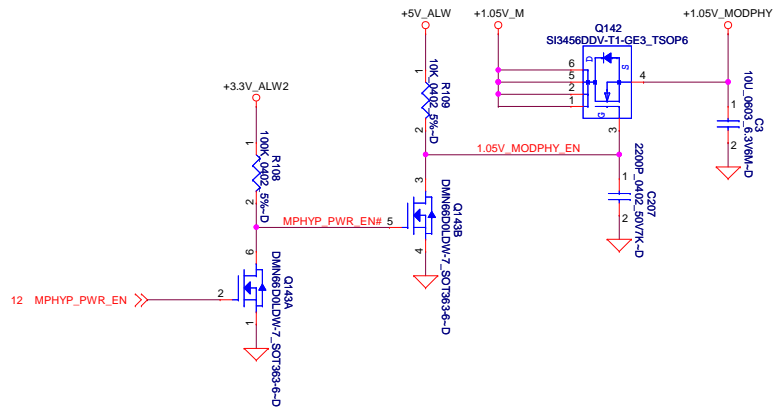 +5V_ALW
+1.05V_M
Q142
SI3456DDV-T1-GE3_TSOP6
+1.05V_MODPHY
D
S
G
6
5
2
1
4
3
10U_0603_6.3V6M~D
C3
1
2
10K_0402_5%~D
R109
1
2
+3.3V_ALW2
100K_0402_5%~D
R108
1
2
1.05V_MODPHY_EN
2200P_0402_50V7K~D
C207
1
2
MPHYP_PWR_EN#
5
3
4
Q143B
DMN66D0LDW-7_SOT363-6~D
12 MPHYP_PWR_EN
2
6
1
Q143A
DMN66D0LDW-7_SOT363-6~D